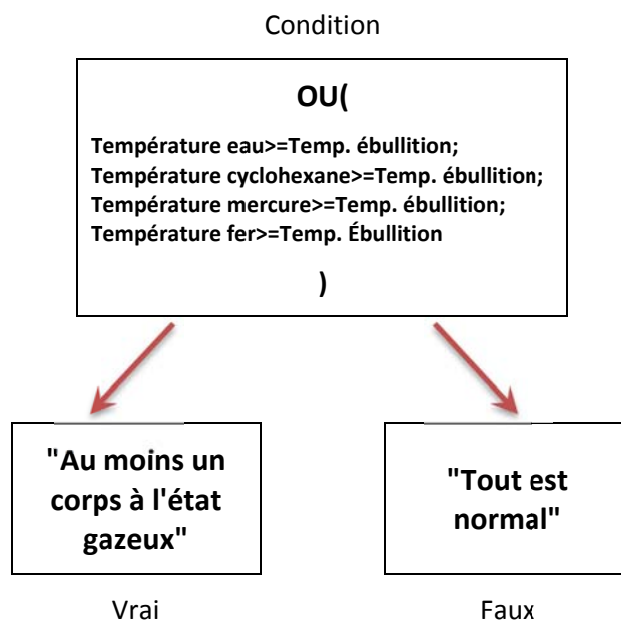 Condition
OU(
Température eau>=Temp. ébullition;
Température cyclohexane>=Temp. ébullition;
Température mercure>=Temp. ébullition;
Température fer>=Temp. Ébullition
)
"Au moins un
corps à l'état
gazeux"
"Tout est
normal"
Vrai
Faux